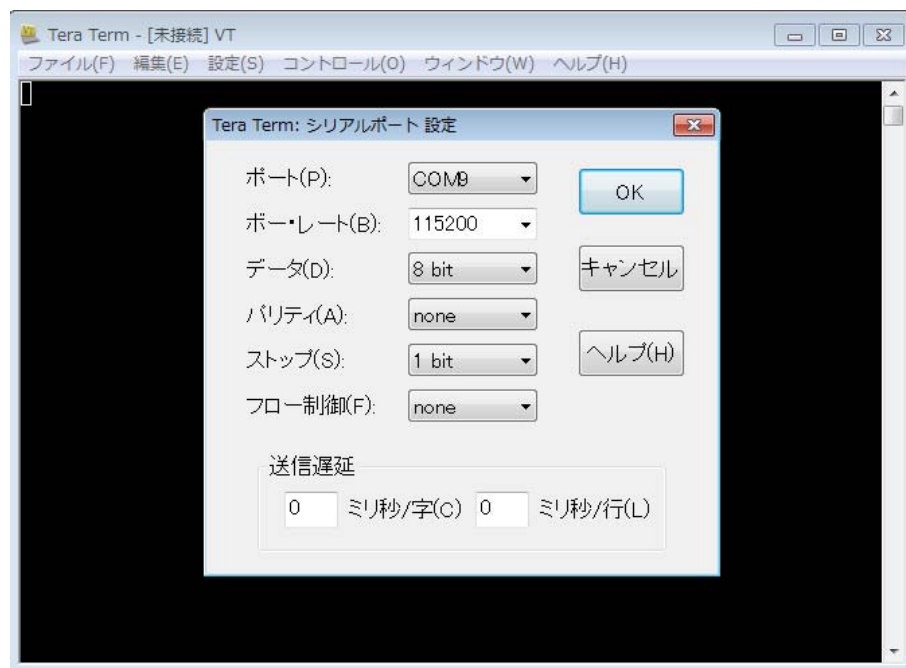 Tera Term - [未接続] VT
ファイル(F) 編集(E) 設定(S) コントロール(O) ウィンドウ(W) ヘルプ(H)
Tera Term: シリアルポート 設定
ポート(P): COM9
OK
ボー・レート(B): 115200
データ(D): 8 bit
キャンセル
パリティ(A): none
ストップ(S): 1 bit
ヘルプ(H)
フロー制御(F): none
送信遅延
0 ミリ秒/字(C) 0 ミリ秒/行(L)